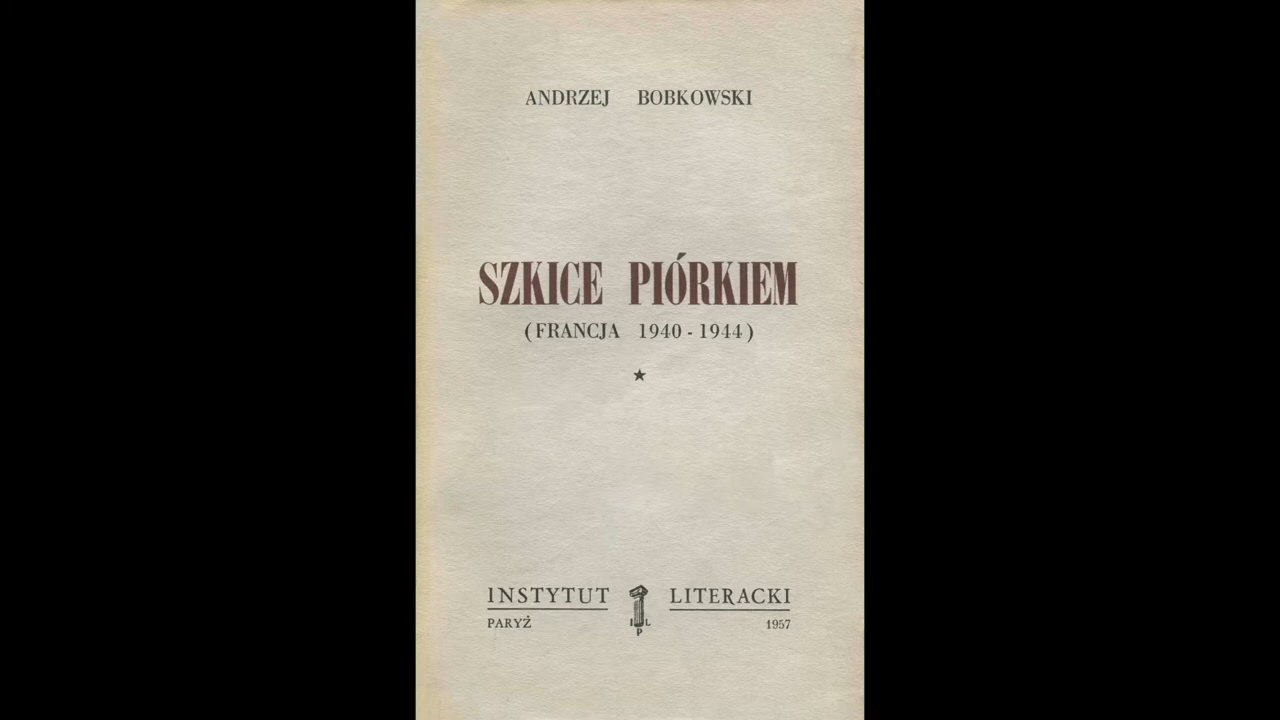 ANDRZEJ BOBKOWSKI
SZKICE PIÓRKIEM
(FRANCJA 1940 - 1944)
INSTYTUT LITERACKI
PARYŻ I L 1957
P